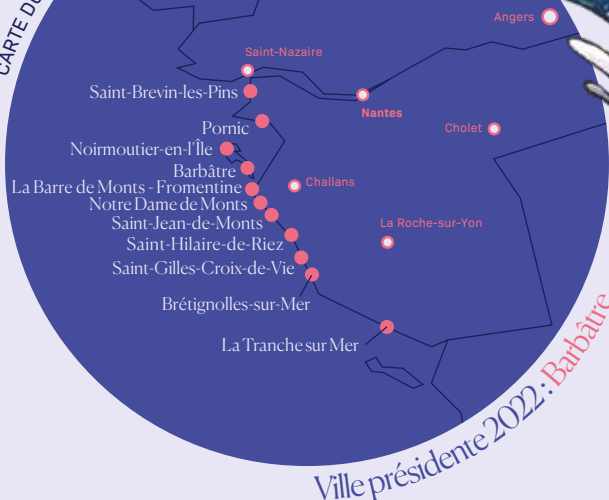 CARTE DU
Angers
Saint-Nazaire
Saint-Brevin-les-Pins
Nantes
Pornic
Cholet
Noirmoutier-en-l'Île
Barbâtre
Challans
La Barre de Monts - Fromentine
Notre Dame de Monts
Saint-Jean-de-Monts
La Roche-sur-Yon
Saint-Hilaire-de-Riez
Saint-Gilles-Croix-de-Vie
Brétignolles-sur-Mer
La Tranche sur Mer
Ville présidente 2022 : Barbâtre